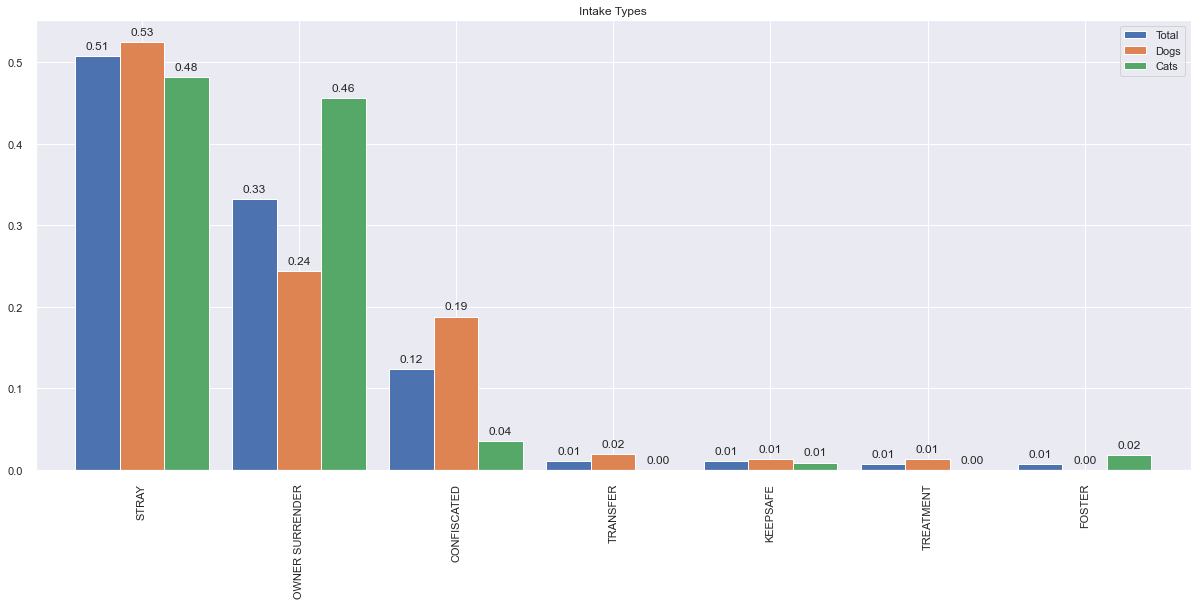 Intake Types
Total
Dogs
Cats
0.5
0.4
0.3
0.2
0.1
0.0
0.51
0.53
0.48
0.33
0.24
0.46
0.12
0.19
0.04
0.01
0.02
0.00
0.01
0.01
0.01
0.01
0.01
0.00
0.01
0.00
0.02
STRAY
OWNER SURRENDER
CONFISCATED
TRANSFER
KEEPSAFE
TREATMENT
FOSTER